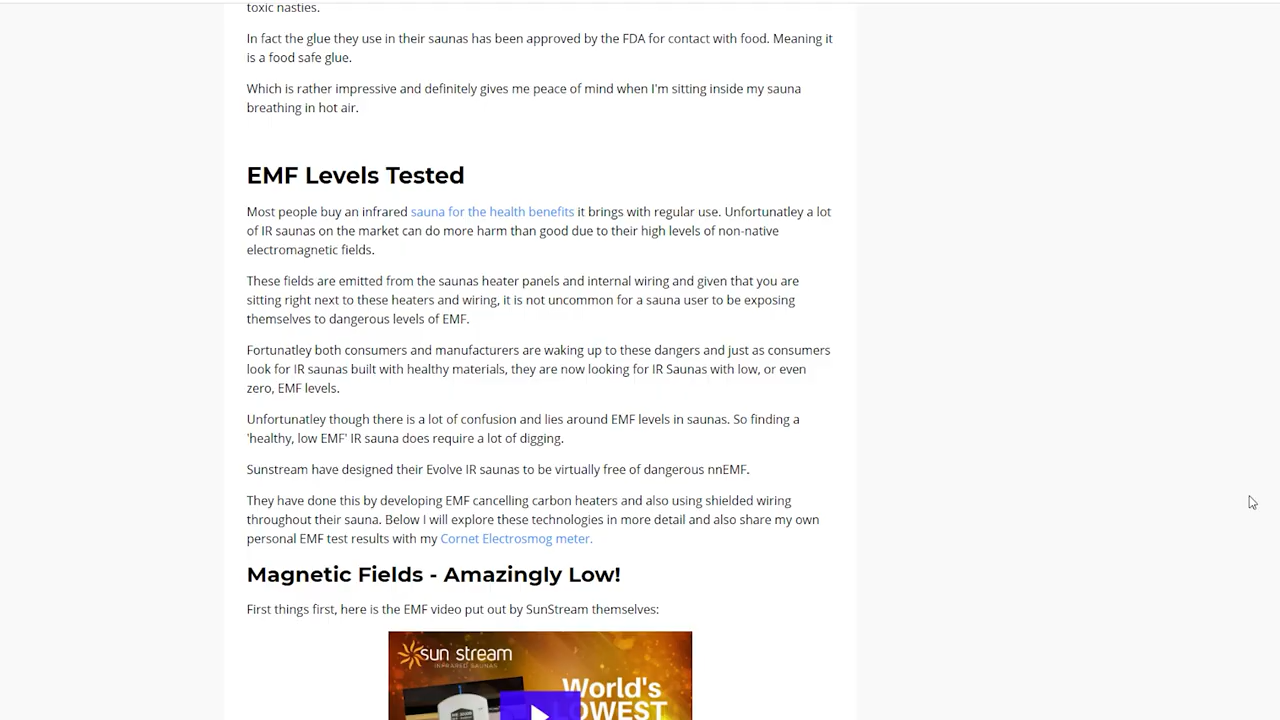 toxic nasties.
In fact the glue they use in their saunas has been approved by the FDA for contact with food. Meaning it
is a food safe glue.
Which is rather impressive and definitely gives me peace of mind when I'm sitting inside my sauna
breathing in hot air.
EMF Levels Tested
Most people buy an infrared sauna for the health benefits it brings with regular use. Unfortunatley a lot
of IR saunas on the market can do more harm than good due to their high levels of non-native
electromagnetic fields.
These fields are emitted from the saunas heater panels and internal wiring and given that you are
sitting right next to these heaters and wiring, it is not uncommon for a sauna user to be exposing
themselves to dangerous levels of EMF.
Fortunatley both consumers and manufacturers are waking up to these dangers and just as consumers
look for IR saunas built with healthy materials, they are now looking for IR Saunas with low, or even
zero, EMF levels.
Unfortunatley though there is a lot of confusion and lies around EMF levels in saunas. So finding a
'healthy, low EMF' IR sauna does require a lot of digging.
Sunstream have designed their Evolve IR saunas to be virtually free of dangerous nnEMF.
They have done this by developing EMF cancelling carbon heaters and also using shielded wiring
throughout their sauna. Below I will explore these technologies in more detail and also share my own
personal EMF test results with my Cornet Electrosmog meter.
Magnetic Fields - Amazingly Low!
First things first, here is the EMF video put out by SunStream themselves:
sun stream
INFRARED SAUNAS
World's
LOWEST